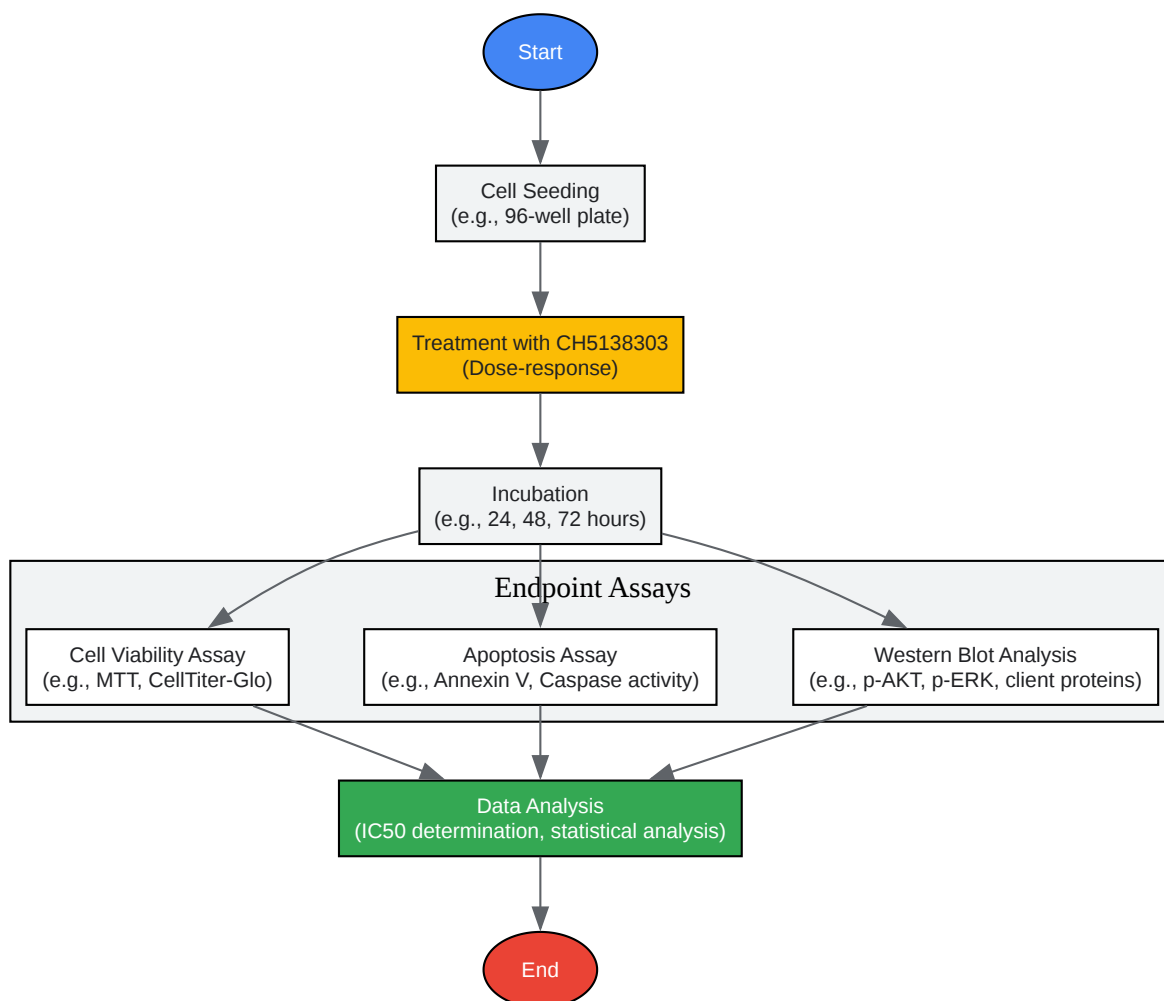 Start
Cell Seeding
(e.g., 96-well plate)
Treatment with CH5138303
(Dose-response)
Incubation
(e.g., 24, 48, 72 hours)
Endpoint Assays
Cell Viability Assay
(e.g., MTT, CellTiter-Glo)
Apoptosis Assay
(e.g., Annexin V, Caspase activity)
Western Blot Analysis
(e.g., p-AKT, p-ERK, client proteins)
Data Analysis
(IC50 determination, statistical analysis)
End